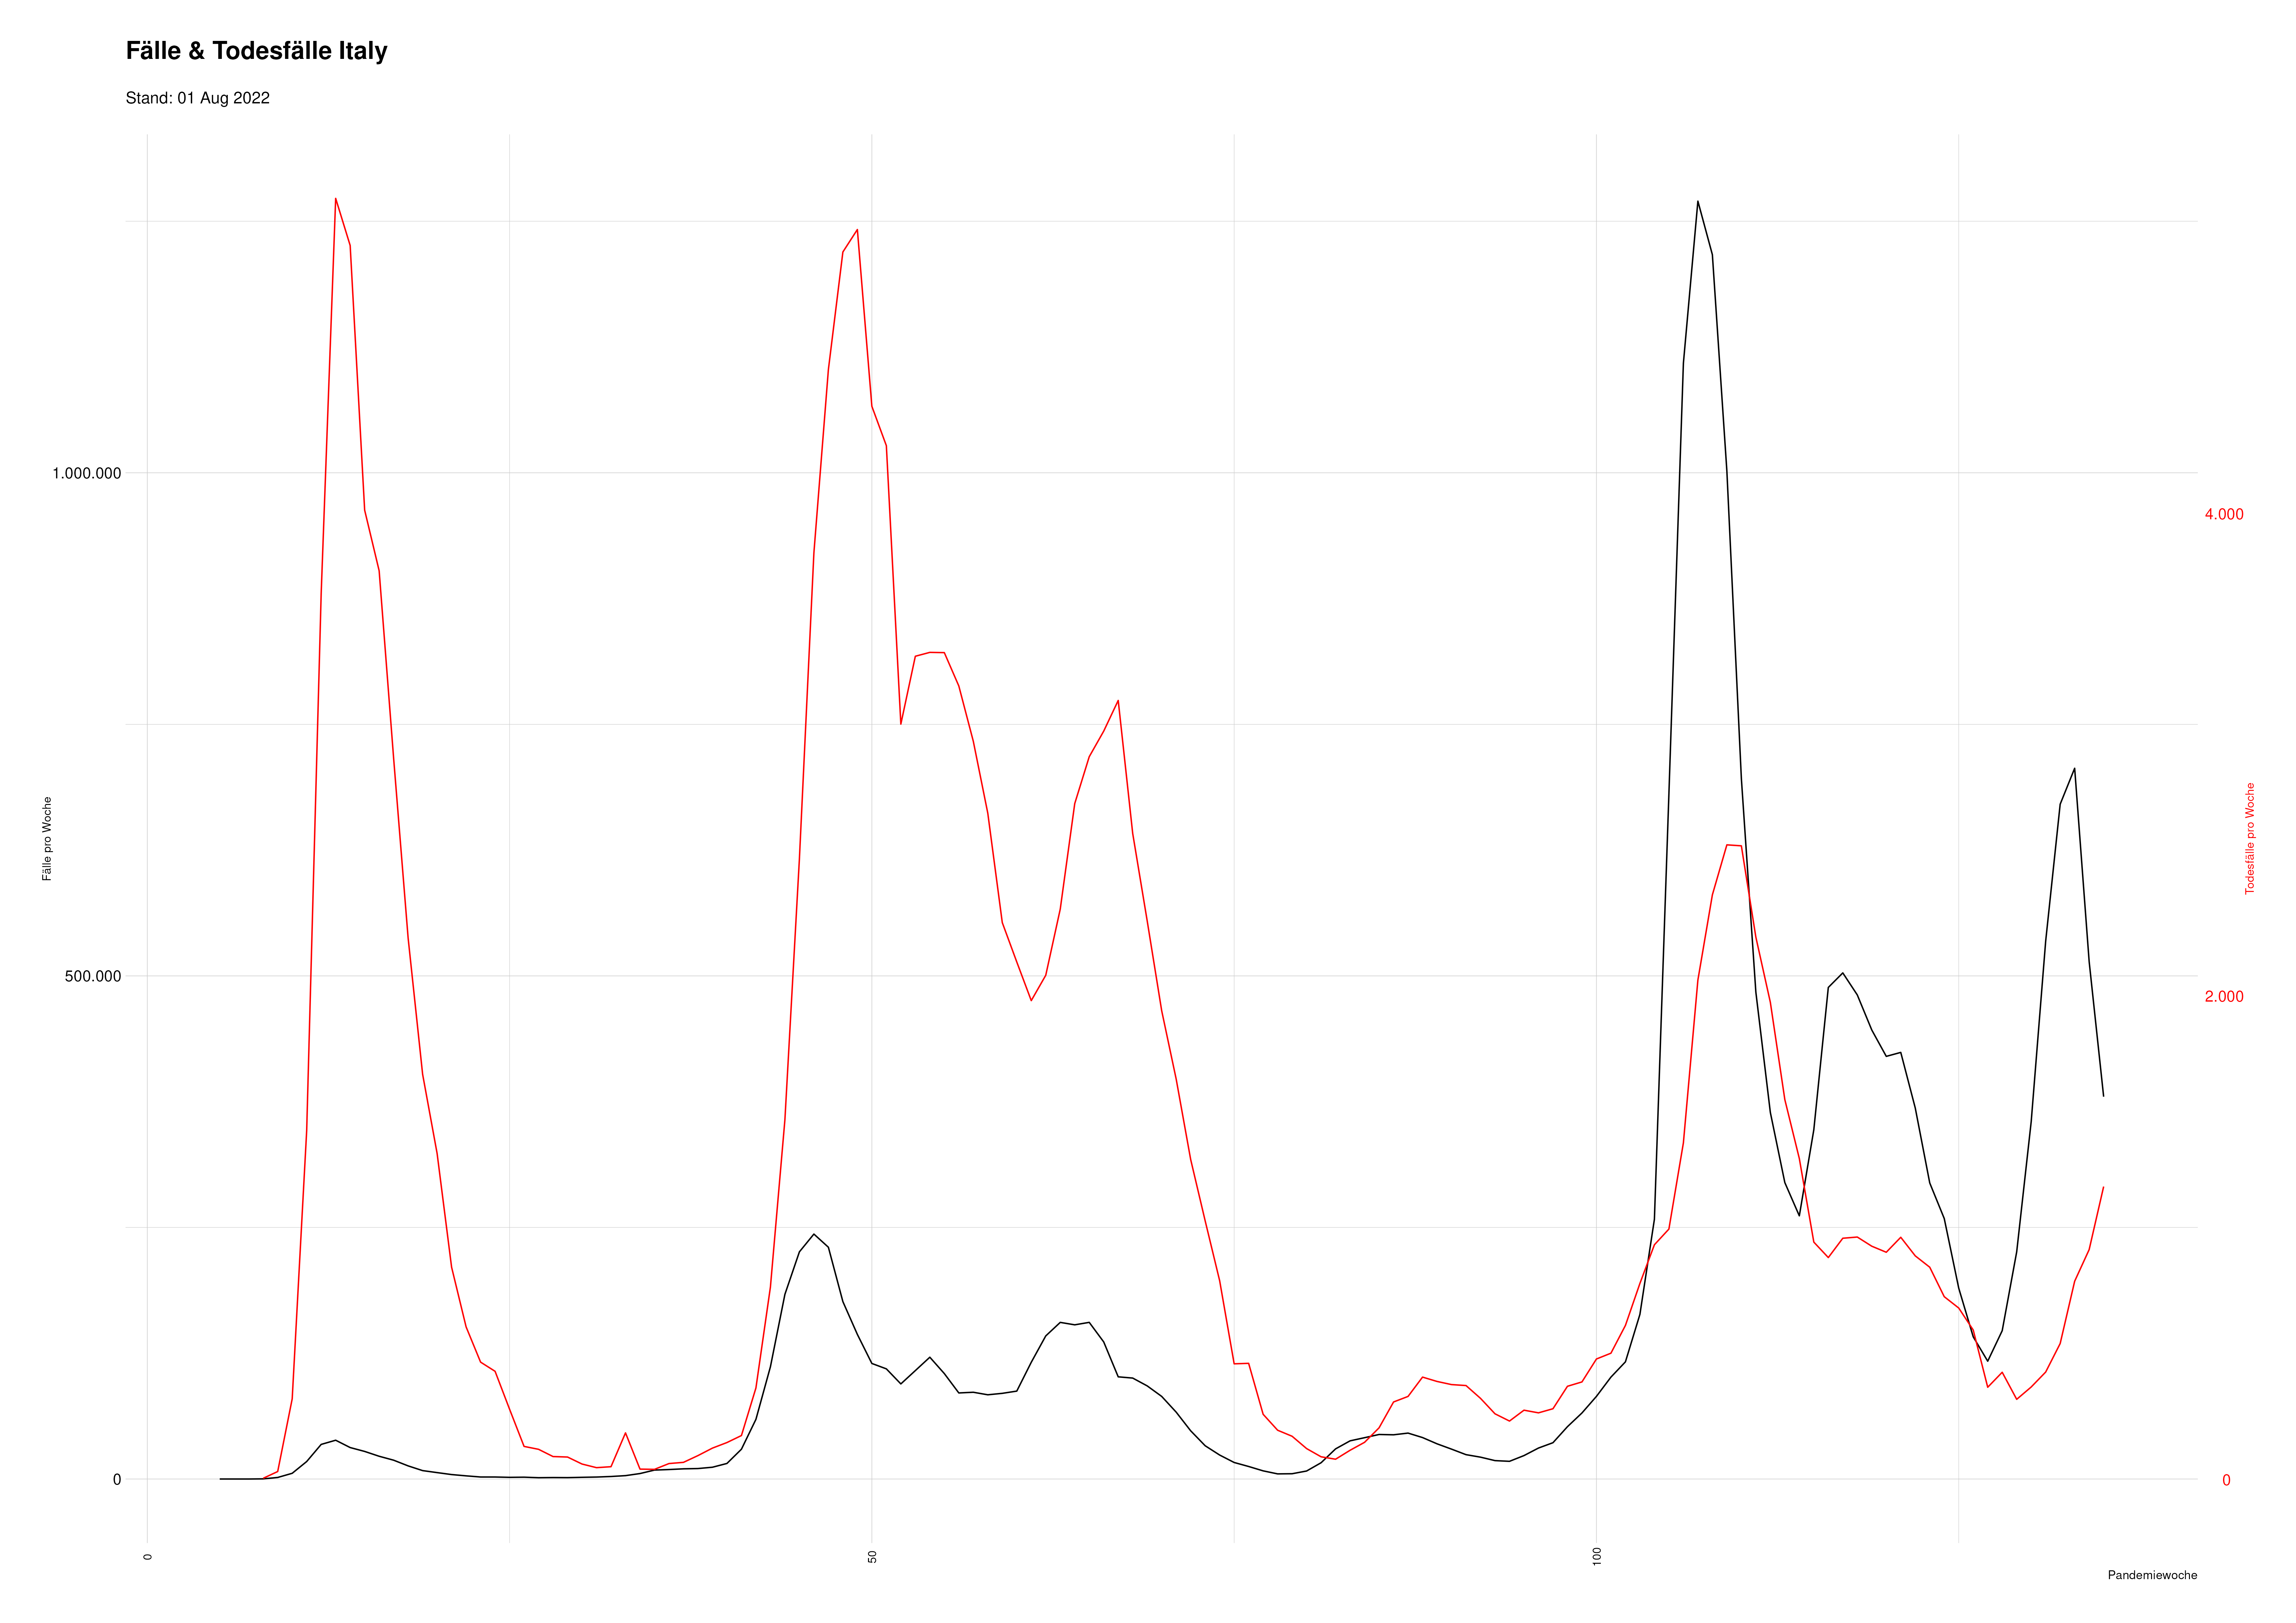 Fälle & Todesfälle Italy
Stand: 01 Aug 2022
1.000.000
500.000
0
Fälle pro Woche
4.000
2.000
0
Todesfälle pro Woche
0
50
100
Pandemiewoche